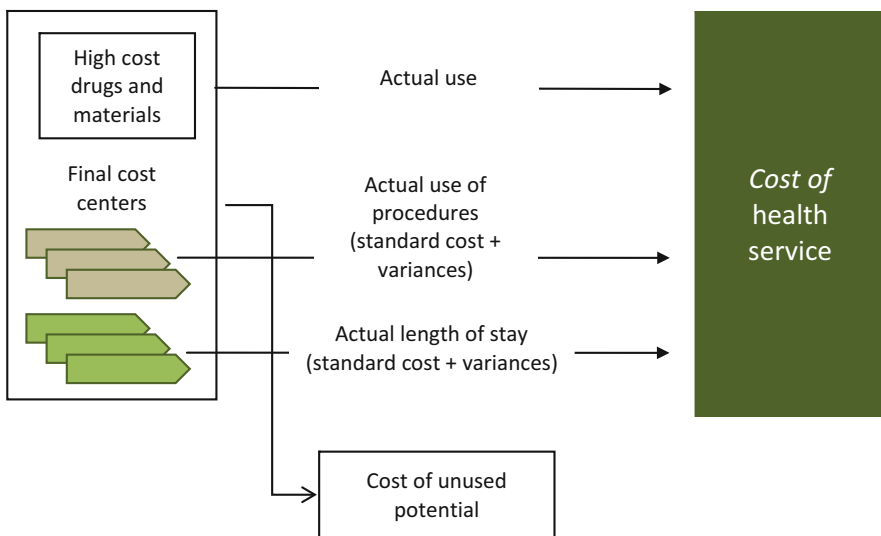 High cost
drugs and
materials
Actual use
Final cost
centers
Actual use of
procedures
(standard cost +
variances)
Actual length of stay
(standard cost + variances)
Cost of
health
service
Cost of unused
potential